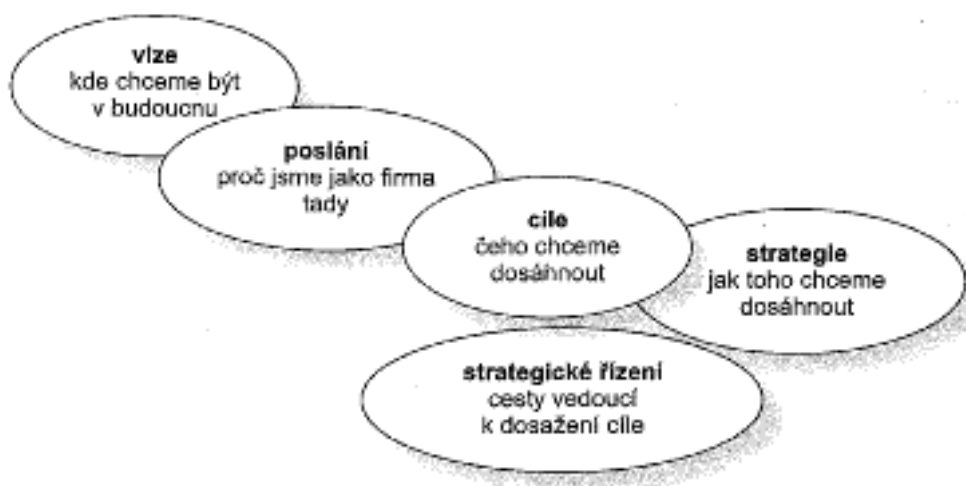 vize
kde chceme být
v budoucnu
poslání
proč jsme jako firma
tady
cíle
čeho chceme
dosáhnout
strategie
jak toho chceme
dosáhnout
strategické řízení
cesty vedoucí
k dosažení cíle